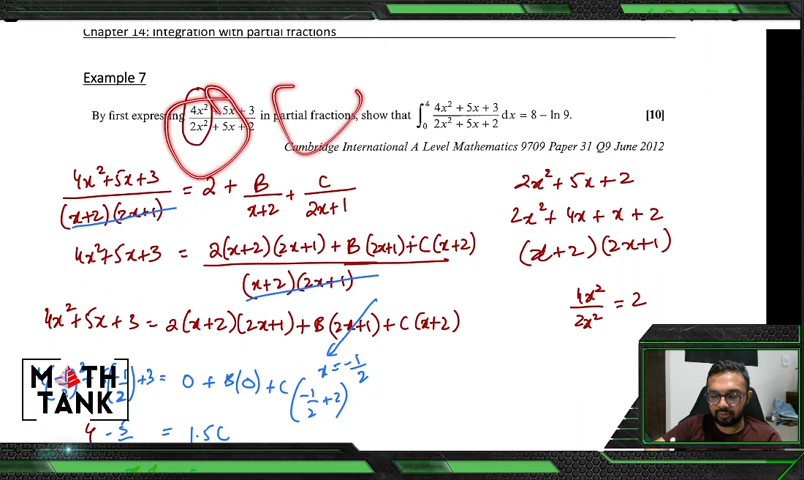 Chapter 14: Integration with partial fractions
Example 7
By first expressing (4x² + 5x + 3)/(2x² + 5x + 2) in partial fractions, show that ∫₀⁴ (4x² + 5x + 3)/(2x² + 5x + 2) dx = 8 − ln 9. [10]
Cambridge International A Level Mathematics 9709 Paper 31 Q9 June 2012
(4x²+5x+3)/((x+2)(2x+1)) = 2 + B/(x+2) + C/(2x+1)
4x²+5x+3 = (2(x+2)(2x+1) + B(2x+1) + C(x+2))/((x+2)(2x+1))
4x²+5x+3 = 2(x+2)(2x+1) + B(2x+1) + C(x+2)
x = -1/2
+3 = 0 + B(0) + C(-1/2 + 2)
4 - 5/2 = 1.5C
2x² + 5x + 2
2x² + 4x + x + 2
(x+2)(2x+1)
4x²/2x² = 2
MATH
TANK